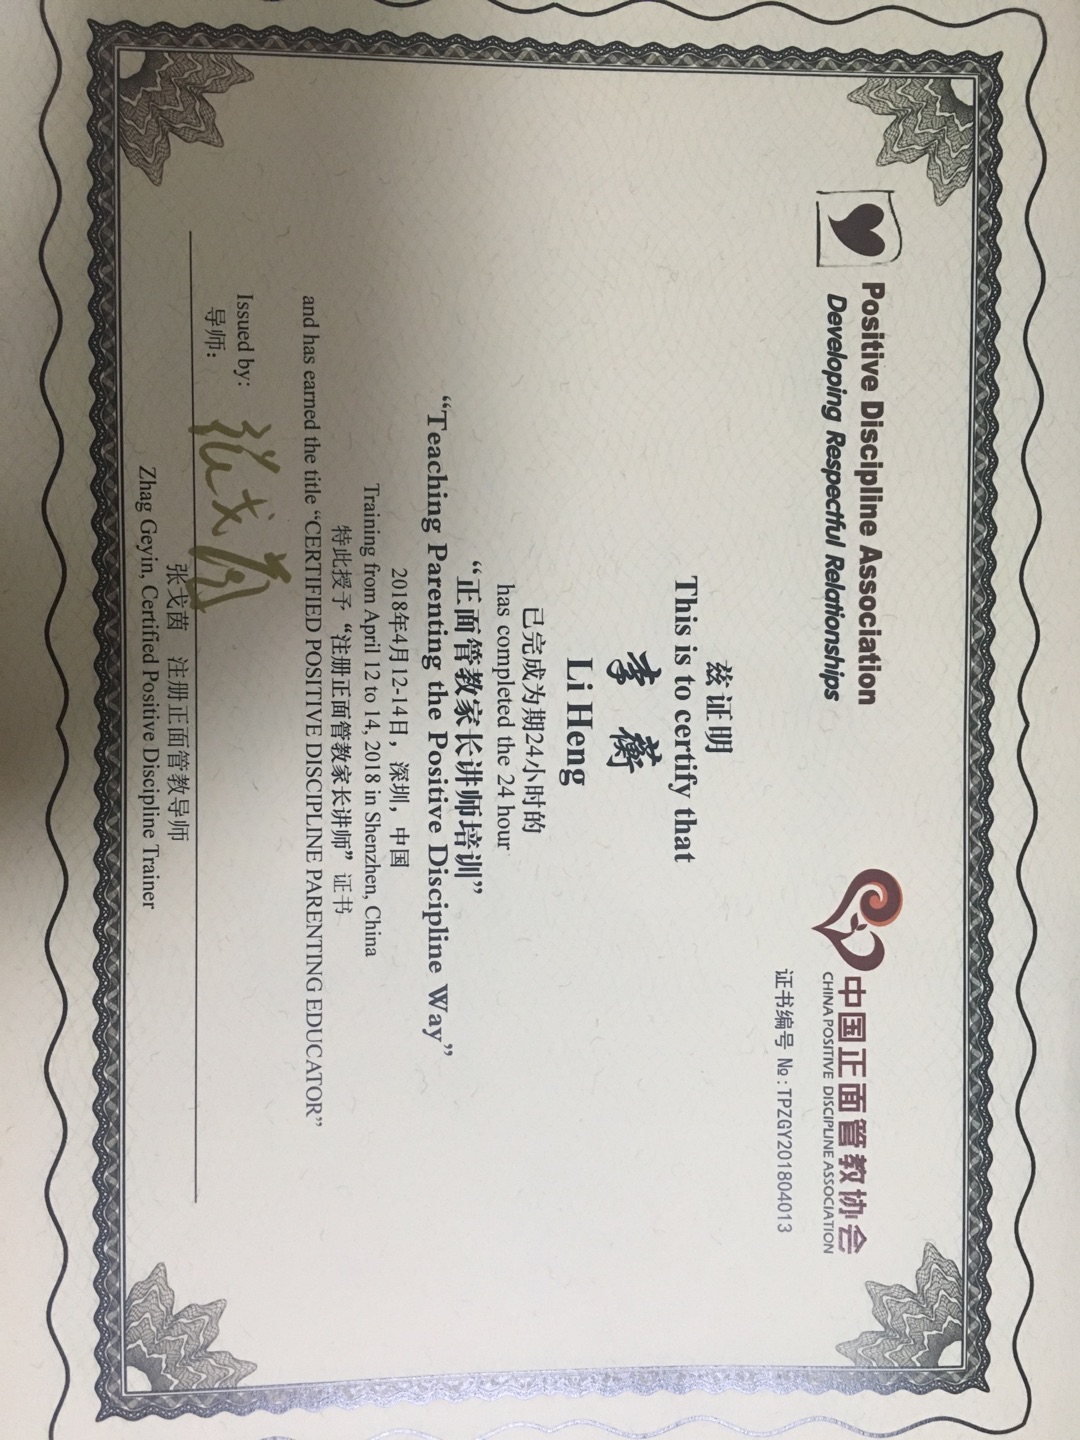 Positive Discipline Association
Developing Respectful Relationships
中国正面管教协会
CHINA POSITIVE DISCIPLINE ASSOCIATION
证书编号 №:TPZGY201804013
兹证明
This is to certify that
李 蘅
Li Heng
已完成为期24小时的
has completed the 24 hour
“正面管教家长讲师培训”
“Teaching Parenting the Positive Discipline Way”
2018年4月12-14日，深圳，中国
Training from April 12 to 14, 2018 in Shenzhen, China
特此授予“注册正面管教家长讲师”证书
and has earned the title “CERTIFIED POSITIVE DISCIPLINE PARENTING EDUCATOR”
Issued by:
导师：
张戈茵
张戈茵 注册正面管教导师
Zhag Geyin, Certified Positive Discipline Trainer